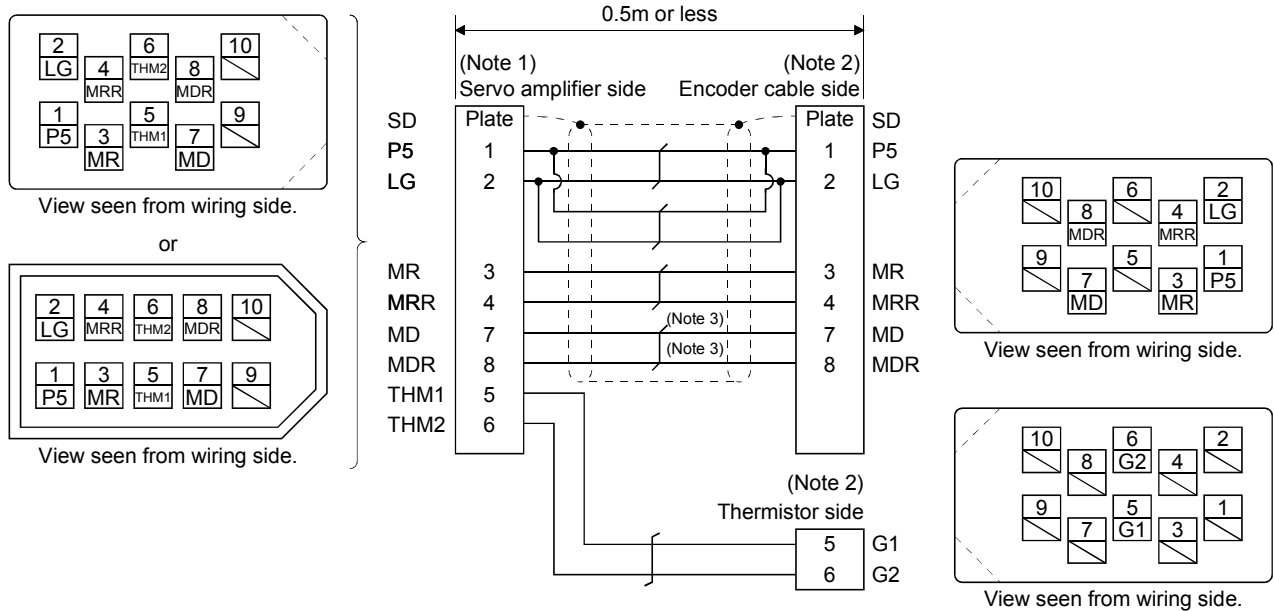 2 6 10
LG 4 THM2 8
MRR MDR
1 5 9
P5 3 THM1 7
MR MD
View seen from wiring side.
or
2 4 6 8 10
LG MRR THM2 MDR
1 3 5 7 9
P5 MR THM1 MD
View seen from wiring side.
0.5m or less
(Note 1) (Note 2)
Servo amplifier side Encoder cable side
SD Plate Plate SD
P5 1 1 P5
LG 2 2 LG
MR 3 3 MR
MRR 4 4 MRR
(Note 3)
MD 7 7 MD
(Note 3)
MDR 8 8 MDR
THM1 5
THM2 6
(Note 2)
Thermistor side
5 G1
6 G2
10 6 2
8 4 LG
MDR MRR
9 5 1
7 3 P5
MD MR
View seen from wiring side.
10 6 2
8 G2 4
9 5 1
7 G1 3
View seen from wiring side.